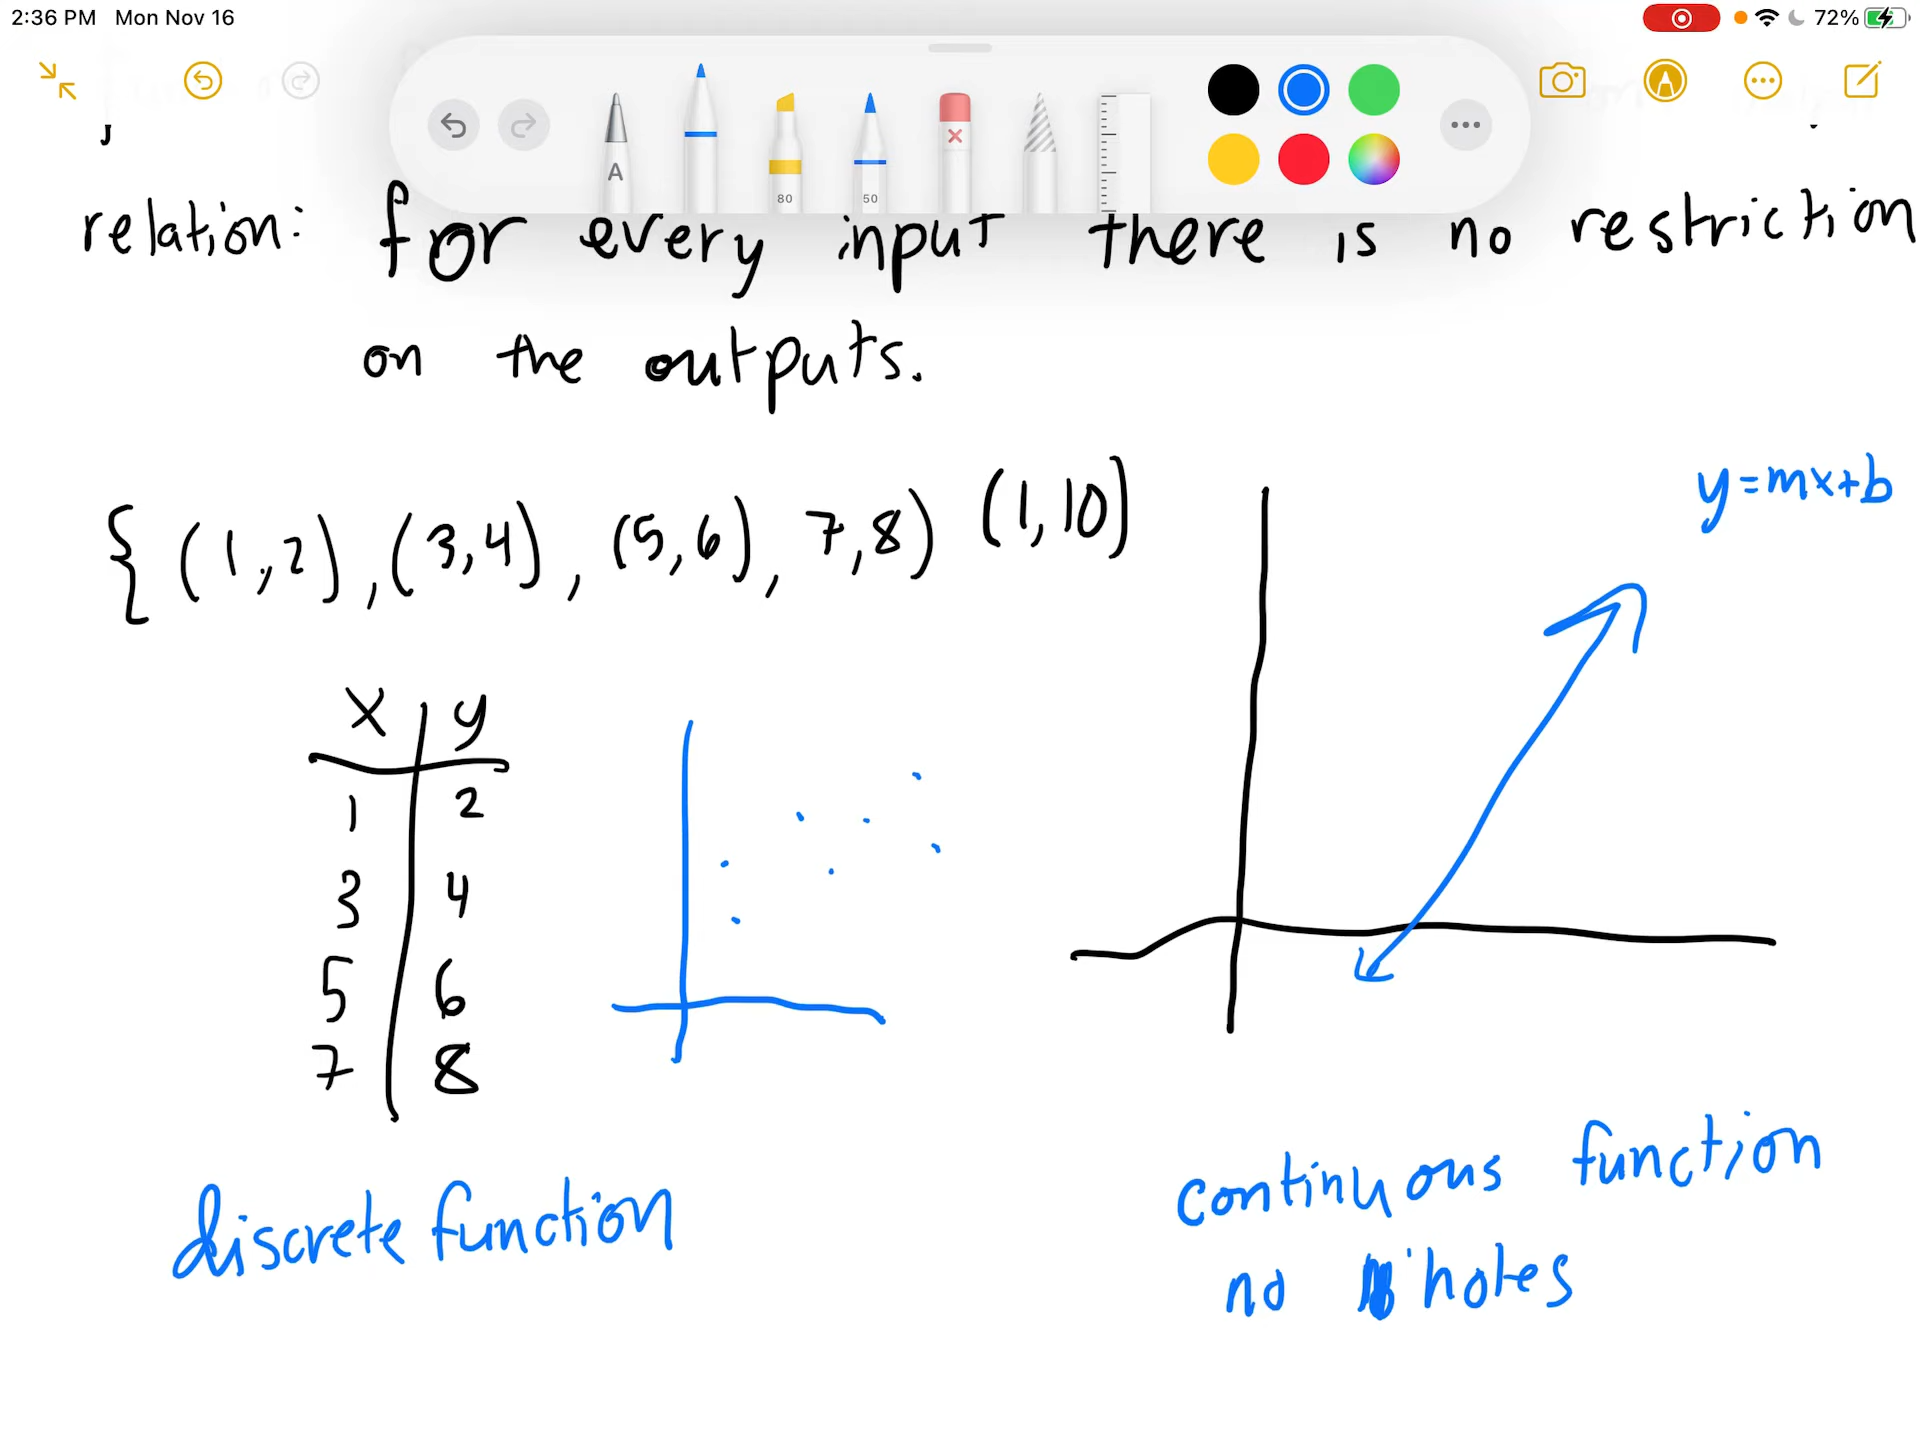 2:36 PM Mon Nov 16
72%
A
80
50
relation: for every input there is no restriction
on the outputs.
{ (1,2), (3,4), (5,6), 7,8) (1,10)
y=mx+b
x y
1 2
3 4
5 6
7 8
discrete function
continuous function
no holes